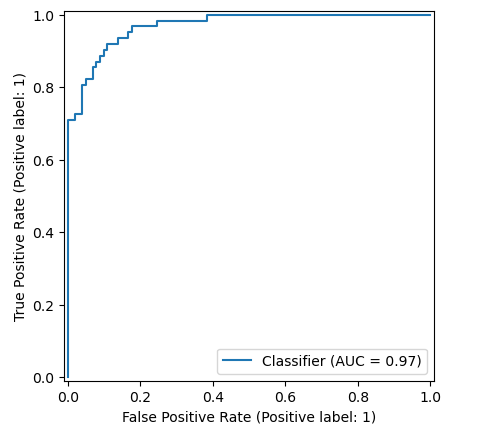 1.0
0.8
0.6
0.4
0.2
0.0
True Positive Rate (Positive label: 1)
Classifier (AUC = 0.97)
0.0 0.2 0.4 0.6 0.8 1.0
False Positive Rate (Positive label: 1)